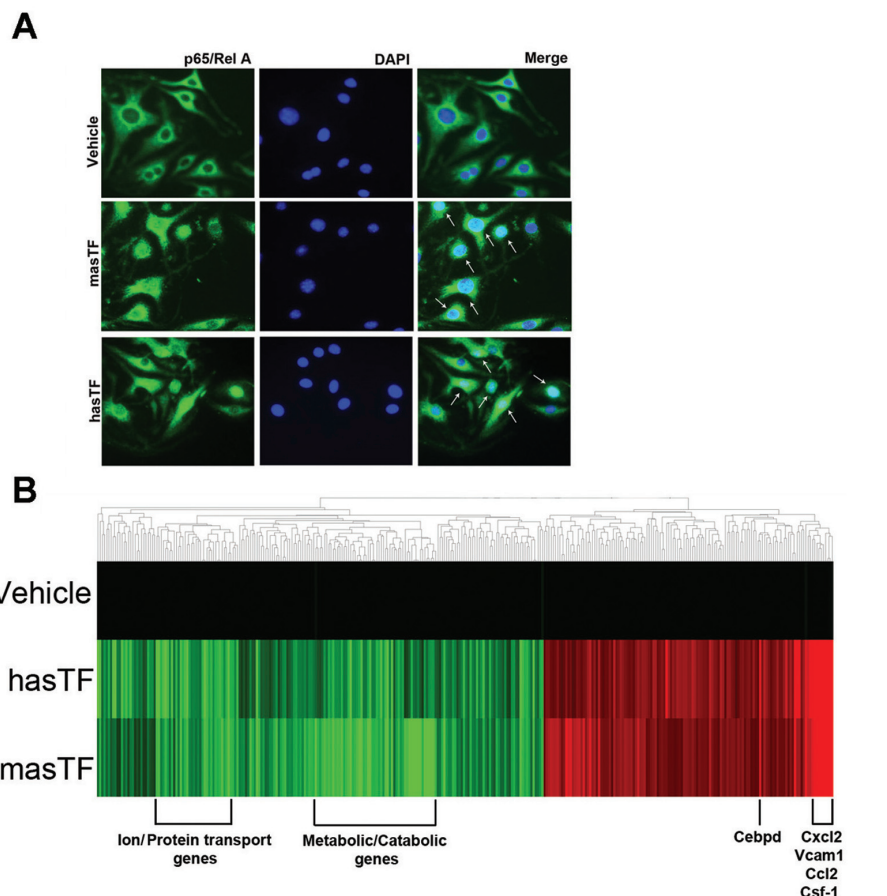 A
p65/Rel A
DAPI
Merge
Vehicle
masTF
hasTF
B
Vehicle
hasTF
masTF
Ion/Protein transport
genes
Metabolic/Catabolic
genes
Cebpd
Cxcl2
Vcam1
Ccl2
Csf-1